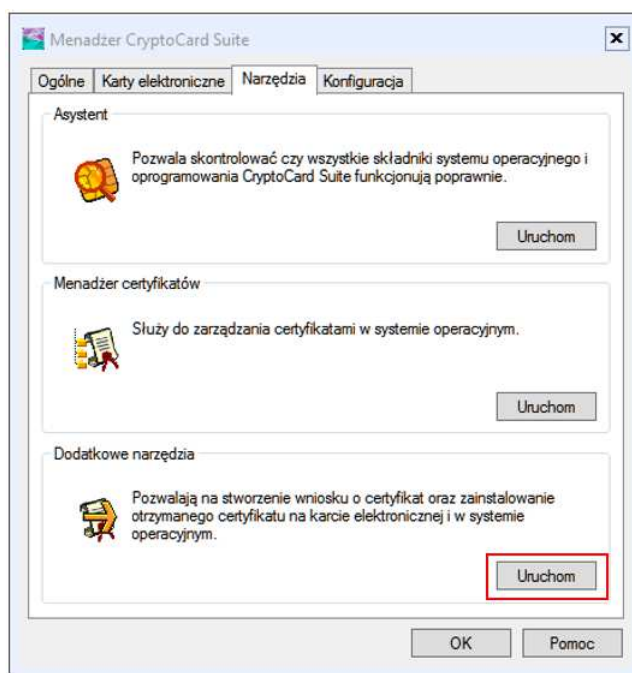 Menadżer CryptoCard Suite
Ogólne Karty elektroniczne Narzędzia Konfiguracja
Asystent
Pozwala skontrolować czy wszystkie składniki systemu operacyjnego i
oprogramowania CryptoCard Suite funkcjonują poprawnie.
Uruchom
Menadżer certyfikatów
Służy do zarządzania certyfikatami w systemie operacyjnym.
Uruchom
Dodatkowe narzędzia
Pozwalają na stworzenie wniosku o certyfikat oraz zainstalowanie
otrzymanego certyfikatu na karcie elektronicznej i w systemie
operacyjnym.
Uruchom
OK Pomoc